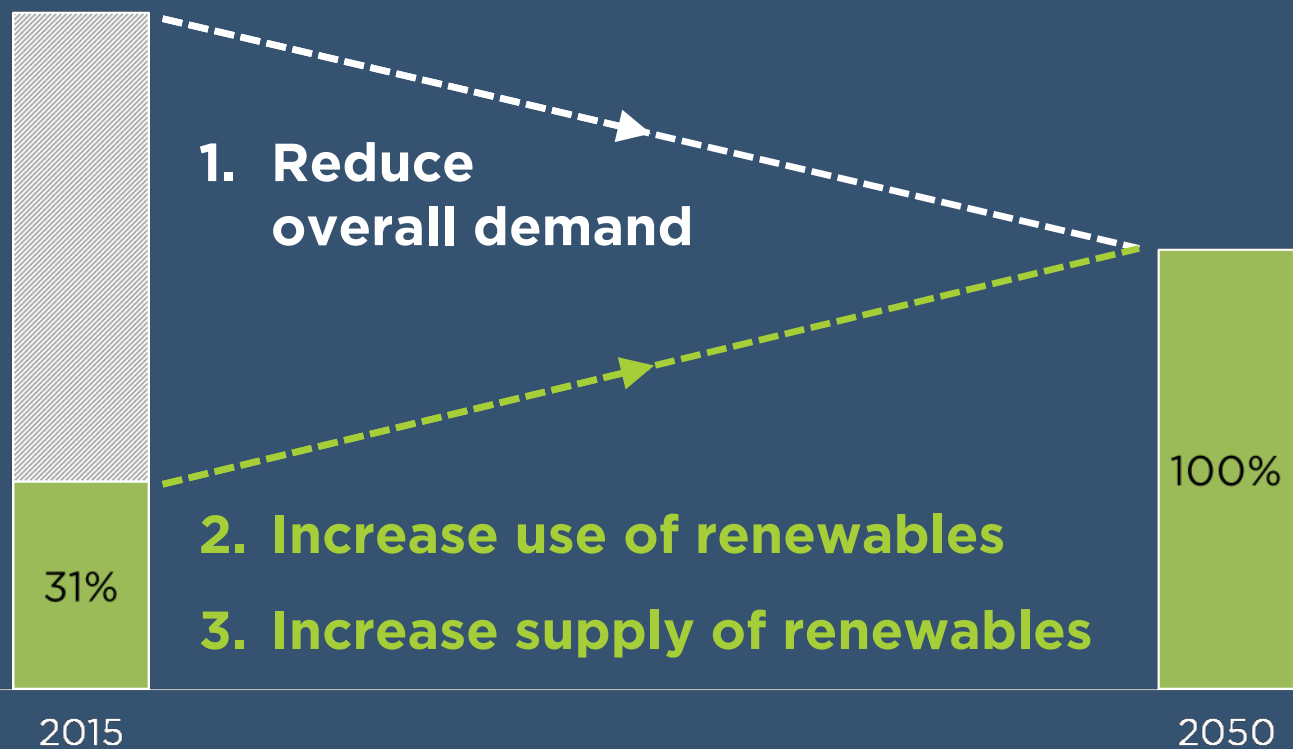 1. Reduce
overall demand
100%
2. Increase use of renewables
31%
3. Increase supply of renewables
2015
2050